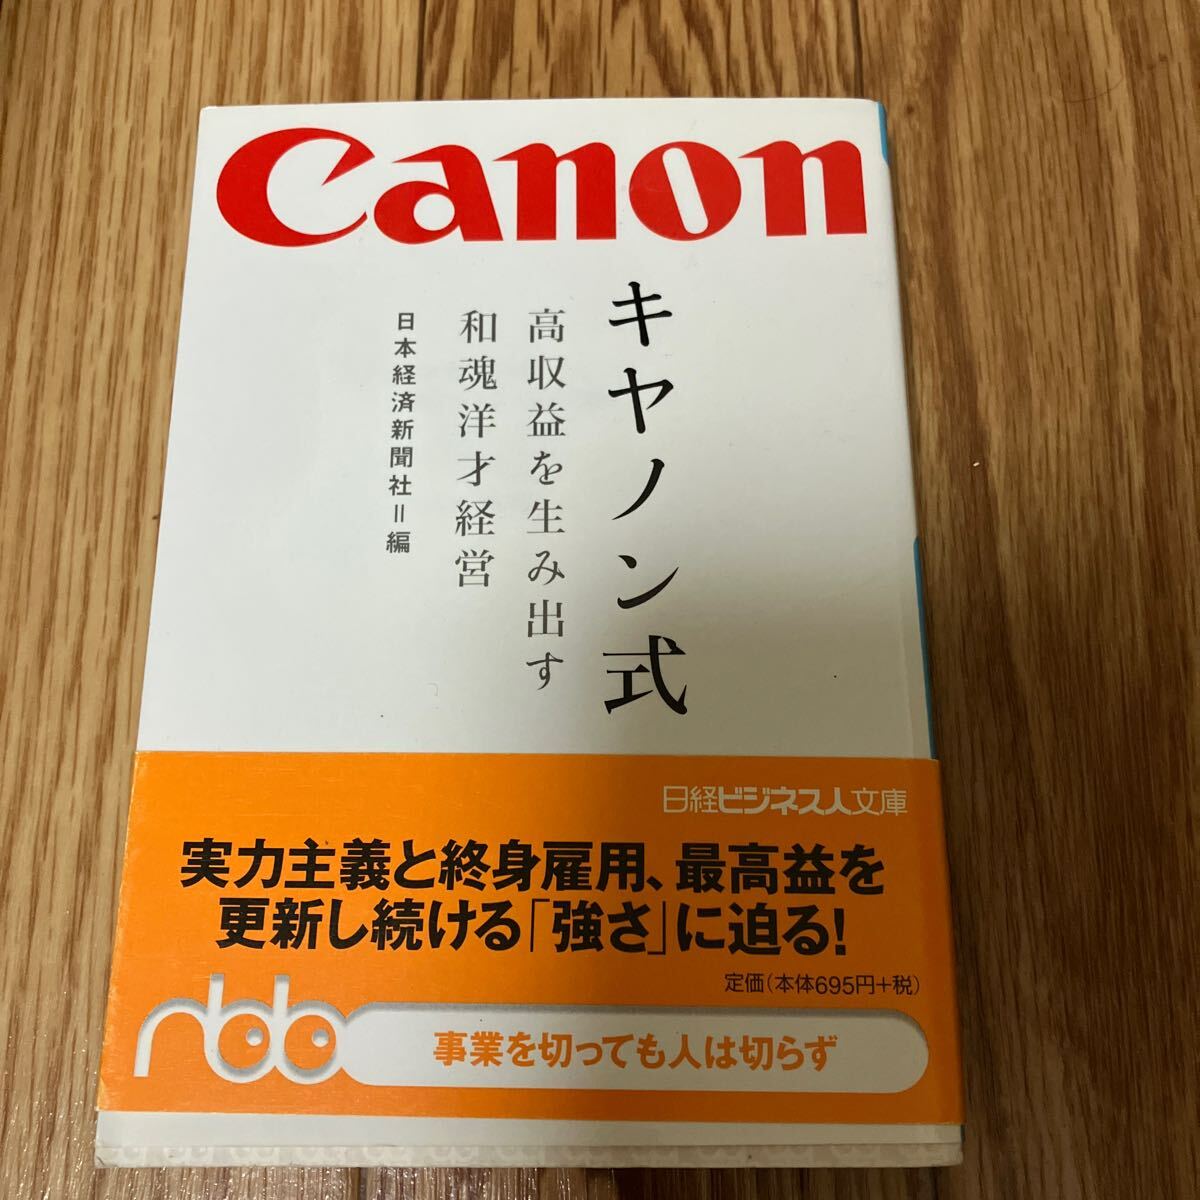 Canon
キヤノン式
高収益を生み出す
和魂洋才経営
日本経済新聞社=編
日経ビジネス人文庫
実力主義と終身雇用、最高益を
更新し続ける「強さ」に迫る!
定価(本体695円+税)
nbb
事業を切っても人は切らず